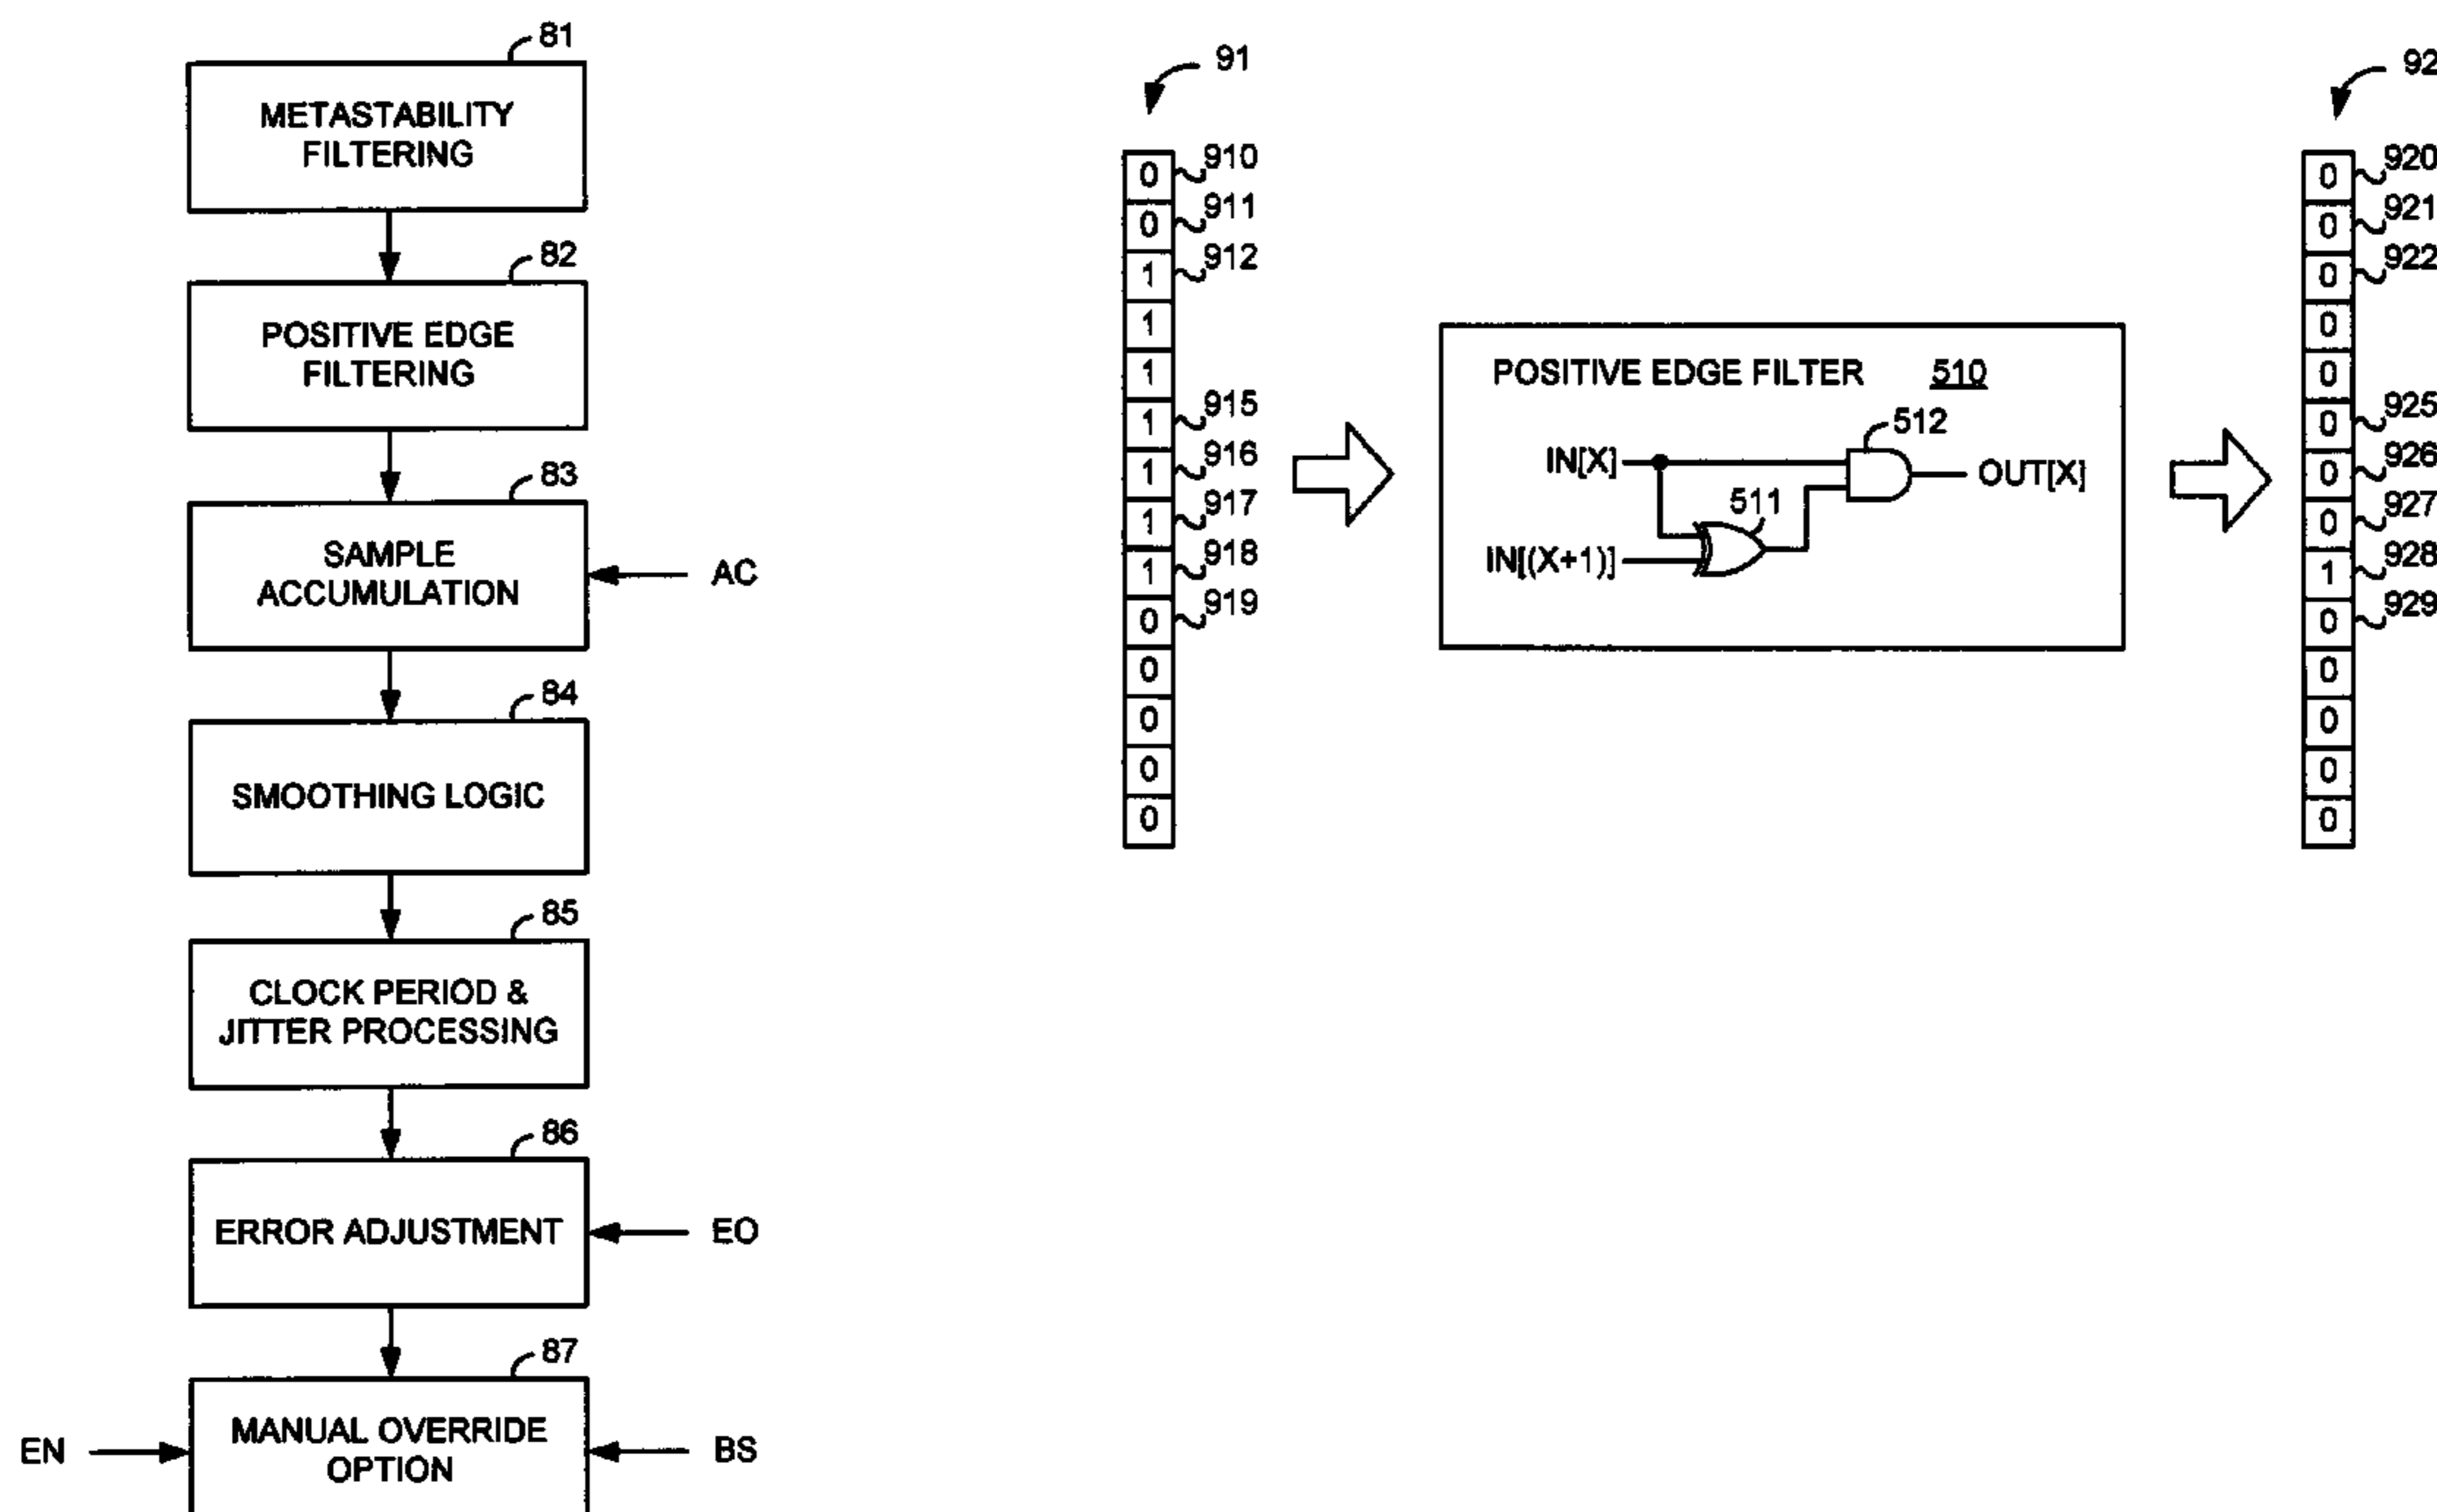 81
METASTABILITY
FILTERING
82
POSITIVE EDGE
FILTERING
83
SAMPLE
ACCUMULATION
AC
84
SMOOTHING LOGIC
85
CLOCK PERIOD &
JITTER PROCESSING
86
ERROR ADJUSTMENT
EO
87
EN
MANUAL OVERRIDE
OPTION
BS
91
0 910
0 911
1 912
1
1
1 915
1 916
1 917
1 918
0 919
0
0
0
0
POSITIVE EDGE FILTER 510
512
IN[X]
OUT[X]
511
IN[(X+1)]
92
0 920
0 921
0 922
0
0
0 925
0 926
0 927
1 928
0 929
0
0
0
0